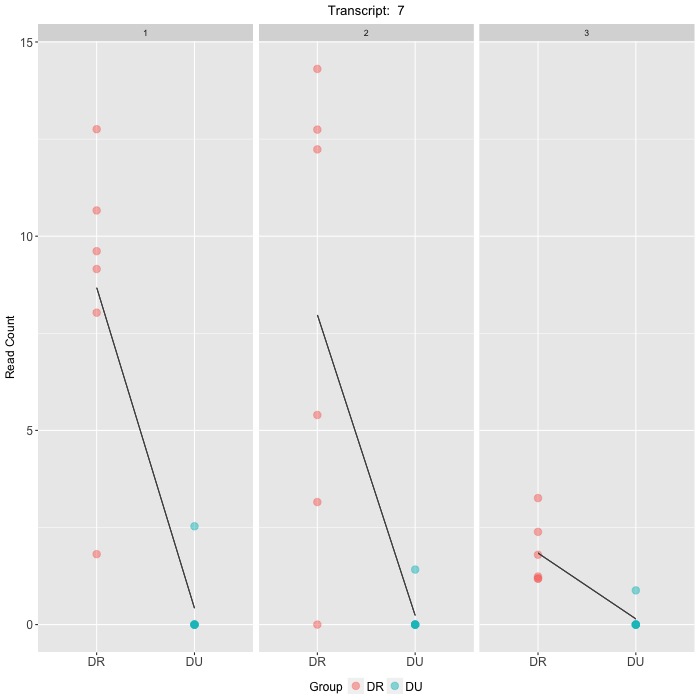 Transcript: 7
1 2 3
Read Count
15
10
5
0
DR DU DR DU DR DU
Group DR DU